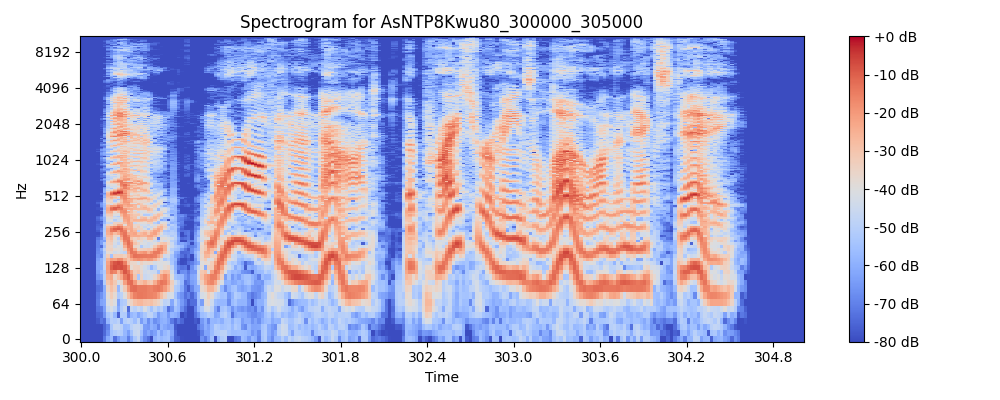 Spectrogram for AsNTP8Kwu80_300000_305000
8192
4096
2048
1024
512
256
128
64
0
Hz
300.0 300.6 301.2 301.8 302.4 303.0 303.6 304.2 304.8
Time
+0 dB
-10 dB
-20 dB
-30 dB
-40 dB
-50 dB
-60 dB
-70 dB
-80 dB